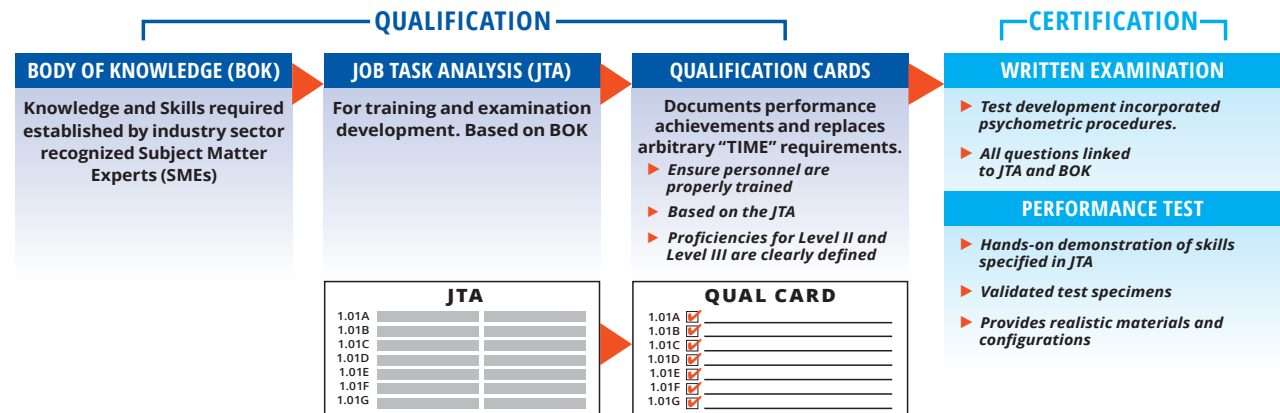 QUALIFICATION
CERTIFICATION
BODY OF KNOWLEDGE (BOK)
Knowledge and Skills required
established by industry sector
recognized Subject Matter
Experts (SMEs)
JOB TASK ANALYSIS (JTA)
For training and examination
development. Based on BOK
QUALIFICATION CARDS
Documents performance
achievements and replaces
arbitrary “TIME” requirements.
Ensure personnel are
properly trained
Based on the JTA
Proficiencies for Level II and
Level III are clearly defined
WRITTEN EXAMINATION
Test development incorporated
psychometric procedures.
All questions linked
to JTA and BOK
PERFORMANCE TEST
Hands-on demonstration of skills
specified in JTA
Validated test specimens
Provides realistic materials and
configurations
JTA
1.01A
1.01B
1.01C
1.01D
1.01E
1.01F
1.01G
QUAL CARD
1.01A
1.01B
1.01C
1.01D
1.01E
1.01F
1.01G